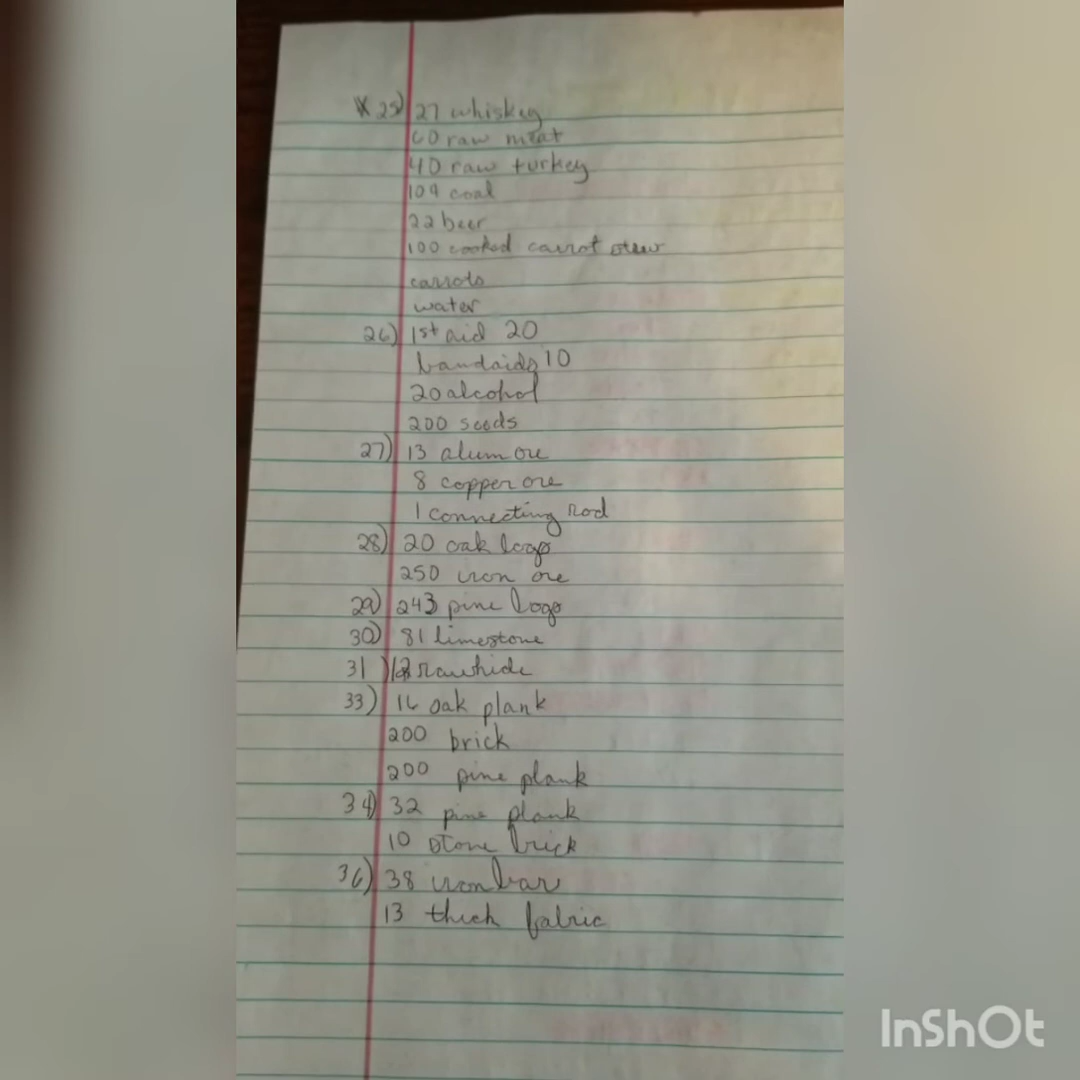 * 25) 27 whiskey
60 raw meat
40 raw turkey
104 coal
22 beer
100 cooked carrot stew
carrots
water
26) 1st aid 20
bandaids 10
20 alcohol
200 seeds
27) 13 alum ore
8 copper ore
1 connecting rod
28) 20 oak logs
250 iron ore
29) 243 pine logs
30) 81 limestone
31) rawhide
33) 16 oak plank
200 brick
200 pine plank
34) 32 pine plank
10 stone brick
36) 38 iron bar
13 thick fabric
InShOt